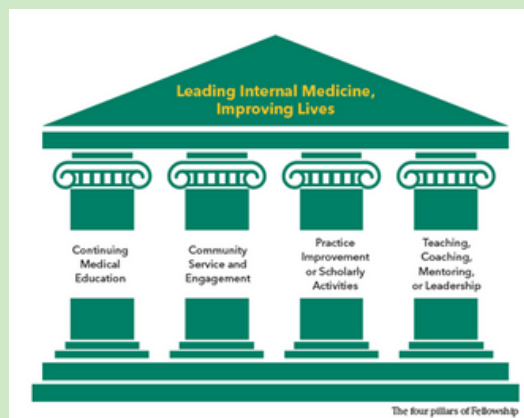 Leading Internal Medicine,
Improving Lives
Continuing
Medical
Education
Community
Service and
Engagement
Practice
Improvement
or Scholarly
Activities
Teaching,
Coaching,
Mentoring,
or Leadership
The four pillars of Fellowship